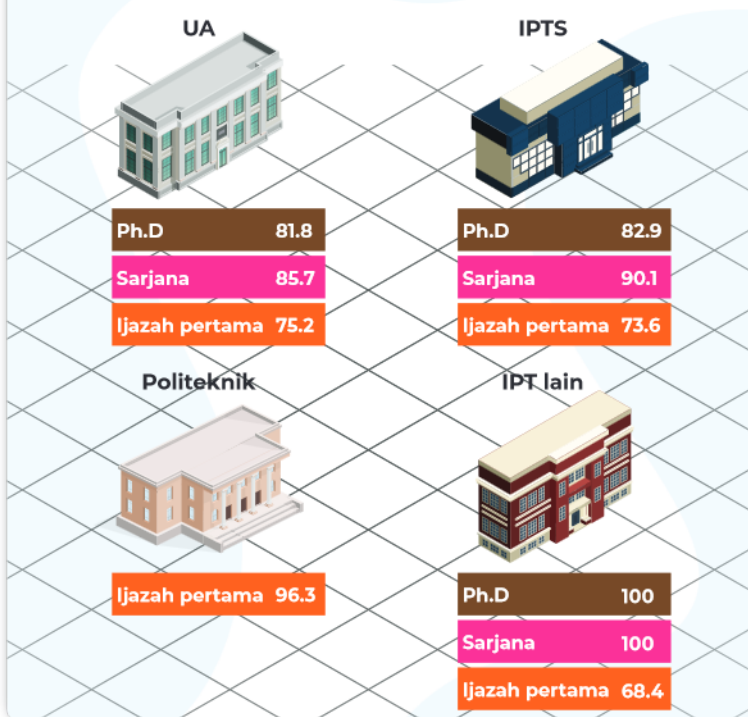 UA
Ph.D 81.8
Sarjana 85.7
Ijazah pertama 75.2
IPTS
Ph.D 82.9
Sarjana 90.1
Ijazah pertama 73.6
Politeknik
Ijazah pertama 96.3
IPT lain
Ph.D 100
Sarjana 100
Ijazah pertama 68.4